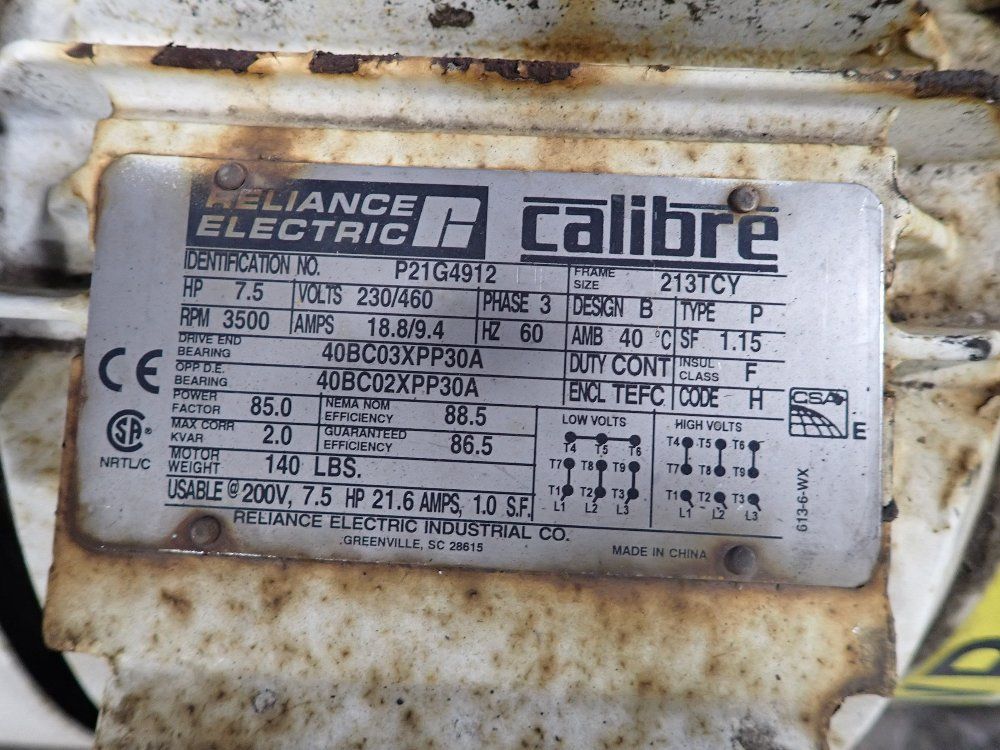 RELIANCE ELECTRIC
calibre
IDENTIFICATION NO. P21G4912 FRAME SIZE 213TCY
HP 7.5 VOLTS 230/460 PHASE 3 DESIGN B TYPE P
RPM 3500 AMPS 18.8/9.4 HZ 60 AMB 40 °C SF 1.15
DRIVE END BEARING 40BC03XPP30A DUTY CONT INSUL CLASS F
OPP D.E. BEARING 40BC02XPP30A ENCL TEFC CODE H
POWER FACTOR 85.0 NEMA NOM EFFICIENCY 88.5
MAX CORR KVAR 2.0 GUARANTEED EFFICIENCY 86.5
MOTOR WEIGHT 140 LBS.
USABLE @ 200V, 7.5 HP 21.6 AMPS, 1.0 S.F.
LOW VOLTS
T4 T5 T6
T7 T8 T9
T1 T2 T3
L1 L2 L3
HIGH VOLTS
T4 T5 T6
T7 T8 T9
T1 T2 T3
L1 L2 L3
RELIANCE ELECTRIC INDUSTRIAL CO.
GREENVILLE, SC 28615
MADE IN CHINA
CE
SA ®
NRTL/C
CSA
E
613-6-WX